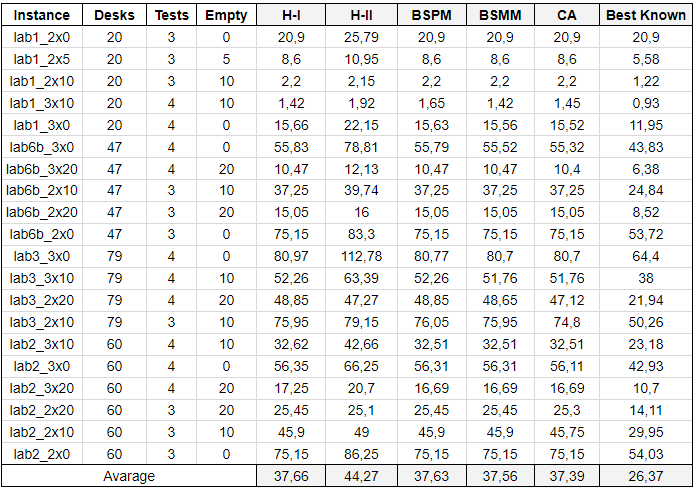 Instance Desks Tests Empty H-I H-II BSPM BSMM CA Best Known
lab1_2x0 20 3 0 20,9 25,79 20,9 20,9 20,9 20,9
lab1_2x5 20 3 5 8,6 10,95 8,6 8,6 8,6 5,58
lab1_2x10 20 3 10 2,2 2,15 2,2 2,2 2,2 1,22
lab1_3x10 20 4 10 1,42 1,92 1,65 1,42 1,45 0,93
lab1_3x0 20 4 0 15,66 22,15 15,63 15,56 15,52 11,95
lab6b_3x0 47 4 0 55,83 78,81 55,79 55,52 55,32 43,83
lab6b_3x20 47 4 20 10,47 12,13 10,47 10,47 10,4 6,38
lab6b_2x10 47 3 10 37,25 39,74 37,25 37,25 37,25 24,84
lab6b_2x20 47 3 20 15,05 16 15,05 15,05 15,05 8,52
lab6b_2x0 47 3 0 75,15 83,3 75,15 75,15 75,15 53,72
lab3_3x0 79 4 0 80,97 112,78 80,77 80,7 80,7 64,4
lab3_3x10 79 4 10 52,26 63,39 52,26 51,76 51,76 38
lab3_2x20 79 4 20 48,85 47,27 48,85 48,65 47,12 21,94
lab3_2x10 79 3 10 75,95 79,15 76,05 75,95 74,8 50,26
lab2_3x10 60 4 10 32,62 42,66 32,51 32,51 32,51 23,18
lab2_3x0 60 4 0 56,35 66,25 56,31 56,31 56,11 42,93
lab2_3x20 60 4 20 17,25 20,7 16,69 16,69 16,69 10,7
lab2_2x20 60 3 20 25,45 25,1 25,45 25,45 25,3 14,11
lab2_2x10 60 3 10 45,9 49 45,9 45,9 45,75 29,95
lab2_2x0 60 3 0 75,15 86,25 75,15 75,15 75,15 54,03
Avarage 37,66 44,27 37,63 37,56 37,39 26,37